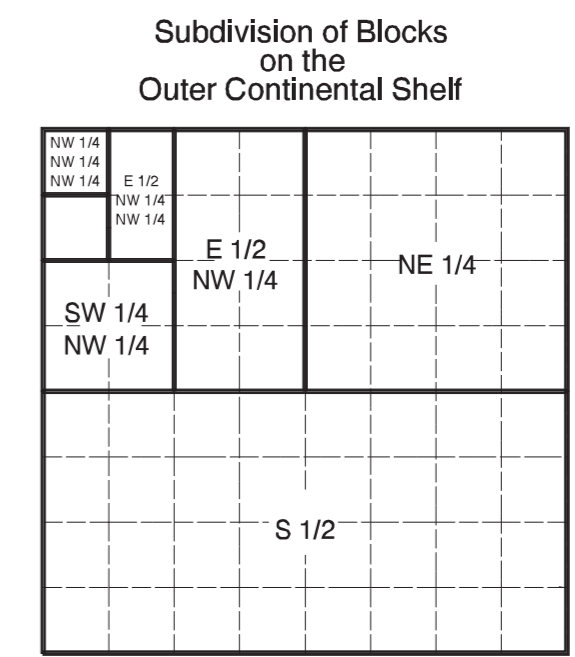 Subdivision of Blocks
on the
Outer Continental Shelf
NW 1/4
NW 1/4
NW 1/4
E 1/2
NW 1/4
NW 1/4
E 1/2
NW 1/4
NE 1/4
SW 1/4
NW 1/4
S 1/2